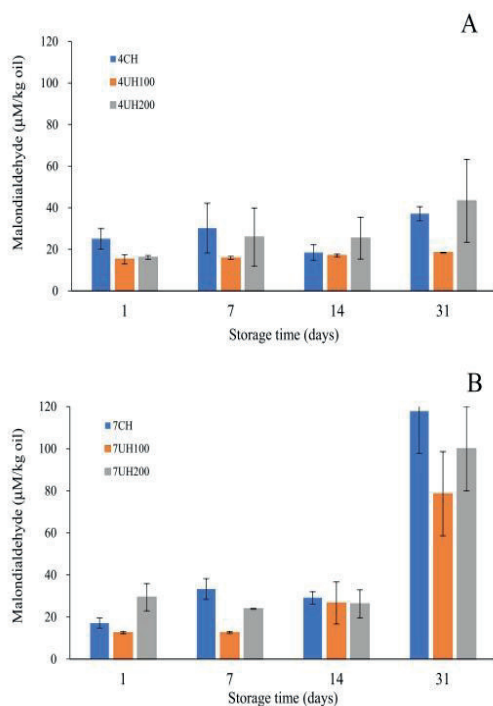 A
120
100
80
60
40
20
0
Malondialdehyde (µM/kg oil)
4CH
4UH100
4UH200
1 7 14 31
Storage time (days)
B
120
100
80
60
40
20
0
Malondialdehyde (µM/kg oil)
7CH
7UH100
7UH200
1 7 14 31
Storage time (days)